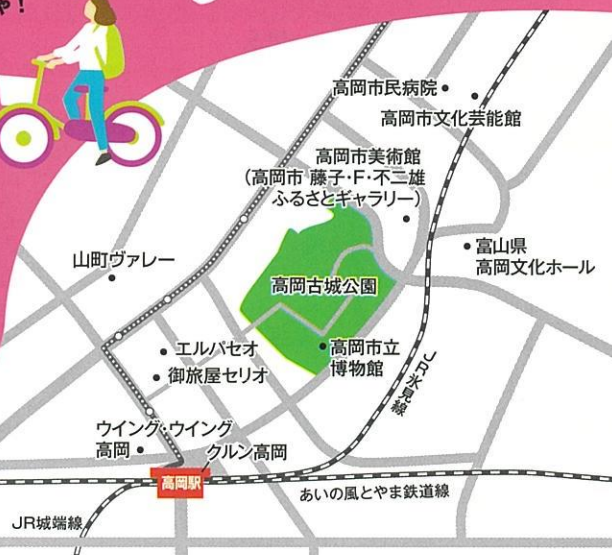 や!
高岡市民病院
高岡市文化芸能館
高岡市美術館
(高岡市 藤子・F・不二雄
ふるさとギャラリー)
富山県
高岡文化ホール
山町ヴァレー
高岡古城公園
エルパセオ
御旅屋セリオ
高岡市立
博物館
JR氷見線
ウイング・ウイング
高岡
クルン高岡
高岡駅
あいの風とやま鉄道線
JR城端線